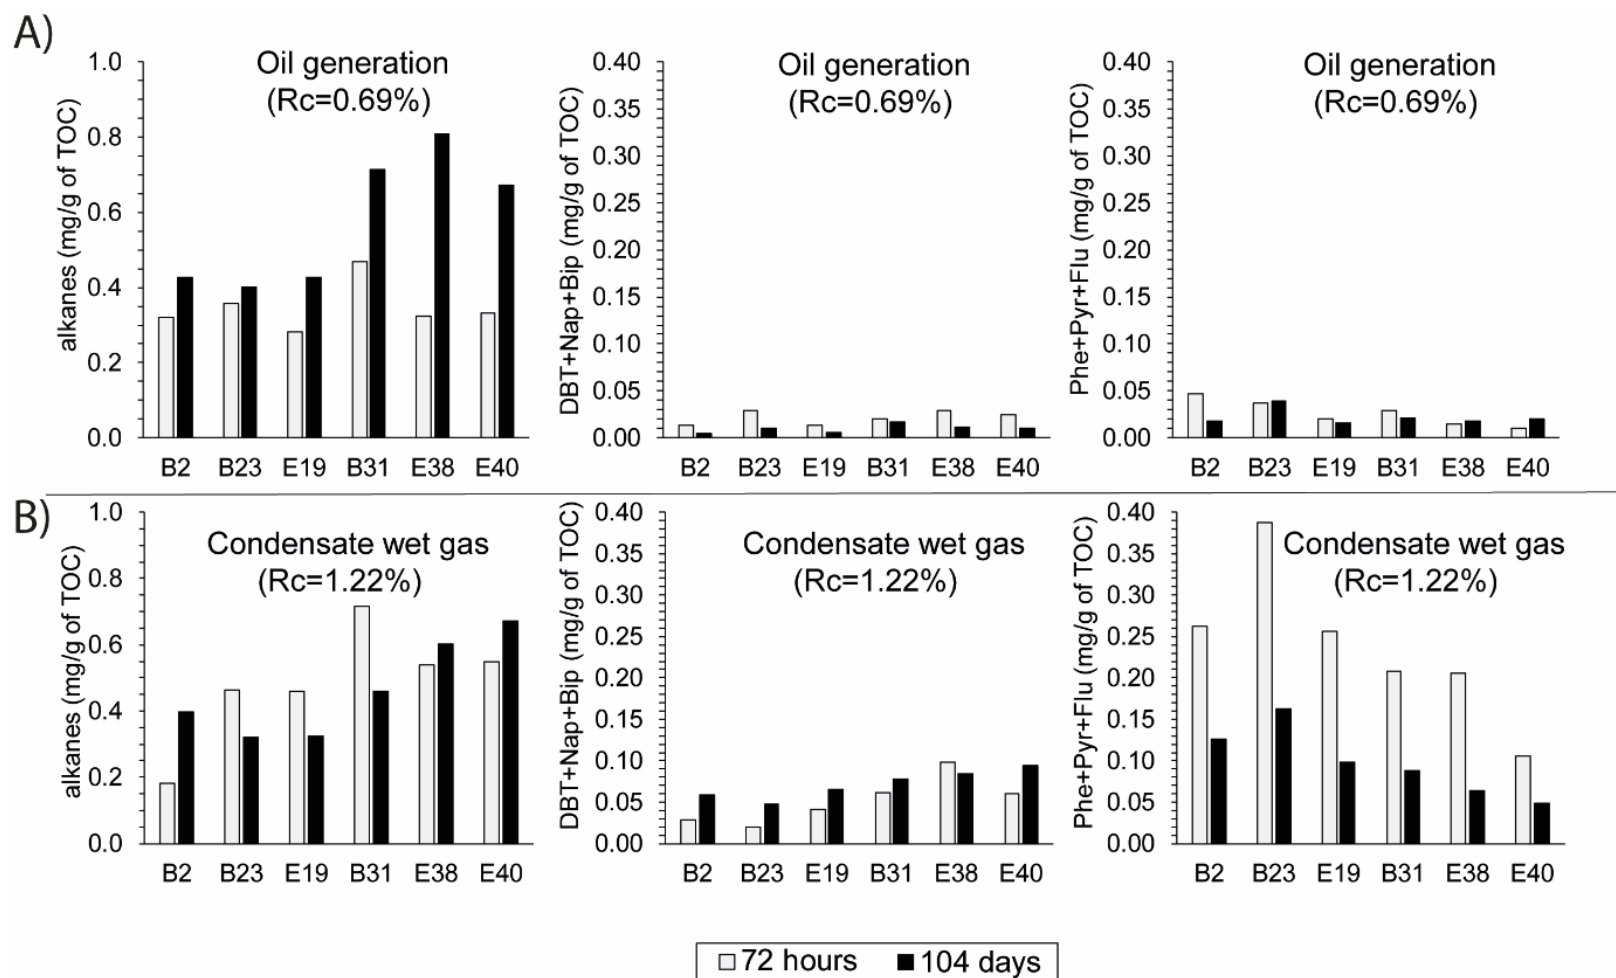 A)
Oil generation
(Rc=0.69%)
alkanes (mg/g of TOC)
1.0
0.8
0.6
0.4
0.2
0.0
B2 B23 E19 B31 E38 E40
Oil generation
(Rc=0.69%)
DBT+Nap+Bip (mg/g of TOC)
0.40
0.35
0.30
0.25
0.20
0.15
0.10
0.05
0.00
B2 B23 E19 B31 E38 E40
Oil generation
(Rc=0.69%)
Phe+Pyr+Flu (mg/g of TOC)
0.40
0.35
0.30
0.25
0.20
0.15
0.10
0.05
0.00
B2 B23 E19 B31 E38 E40
B)
Condensate wet gas
(Rc=1.22%)
alkanes (mg/g of TOC)
1.0
0.8
0.6
0.4
0.2
0.0
B2 B23 E19 B31 E38 E40
Condensate wet gas
(Rc=1.22%)
DBT+Nap+Bip (mg/g of TOC)
0.40
0.35
0.30
0.25
0.20
0.15
0.10
0.05
0.00
B2 B23 E19 B31 E38 E40
Condensate wet gas
(Rc=1.22%)
Phe+Pyr+Flu (mg/g of TOC)
0.40
0.35
0.30
0.25
0.20
0.15
0.10
0.05
0.00
B2 B23 E19 B31 E38 E40
72 hours 104 days